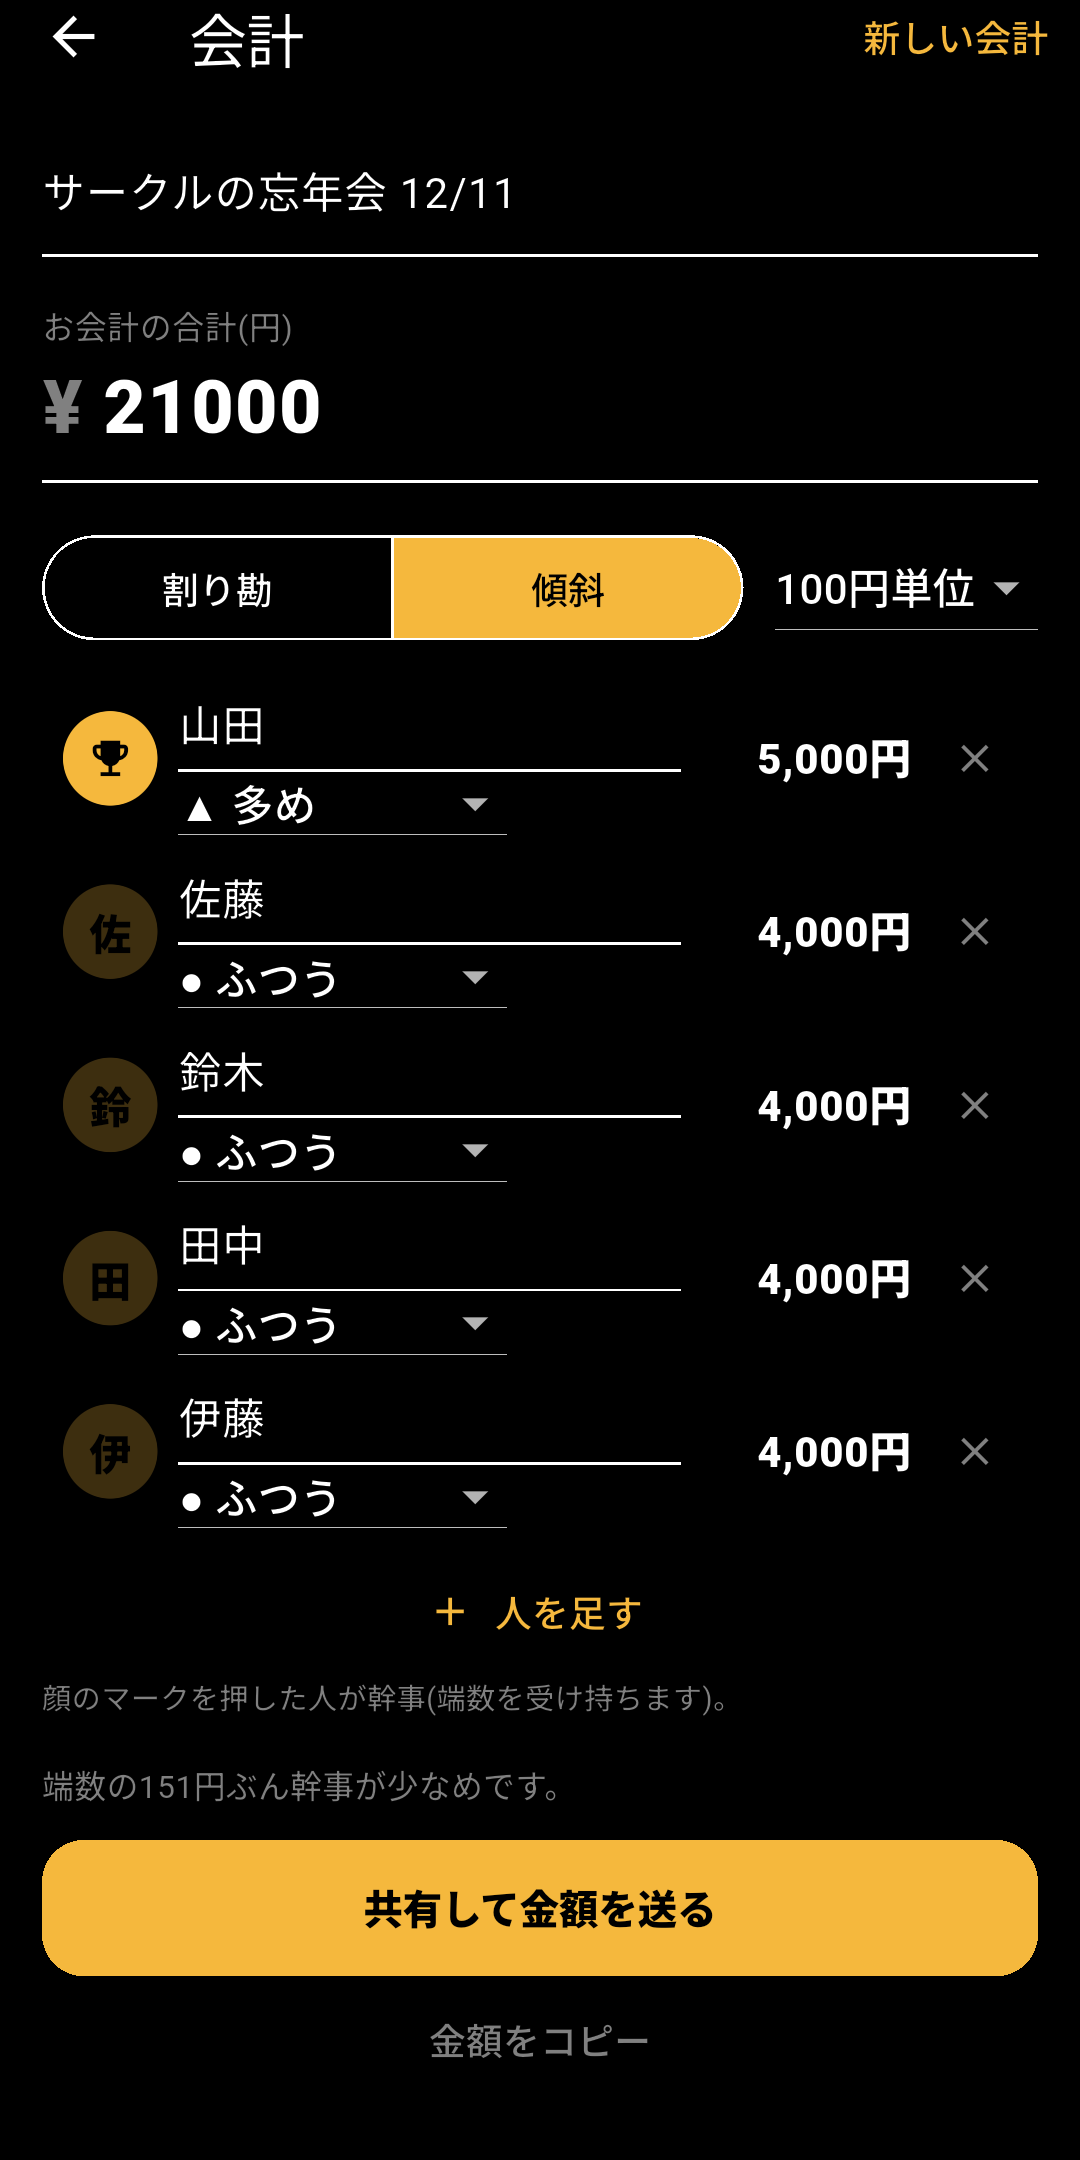 会計
新しい会計
サークルの忘年会 12/11
お会計の合計(円)
¥ 21000
割り勘
傾斜
100円単位
山田
5,000円
▲ 多め
佐
佐藤
4,000円
● ふつう
鈴
鈴木
4,000円
● ふつう
田
田中
4,000円
● ふつう
伊
伊藤
4,000円
● ふつう
+ 人を足す
顔のマークを押した人が幹事(端数を受け持ちます)。
端数の151円ぶん幹事が少なめです。
共有して金額を送る
金額をコピー